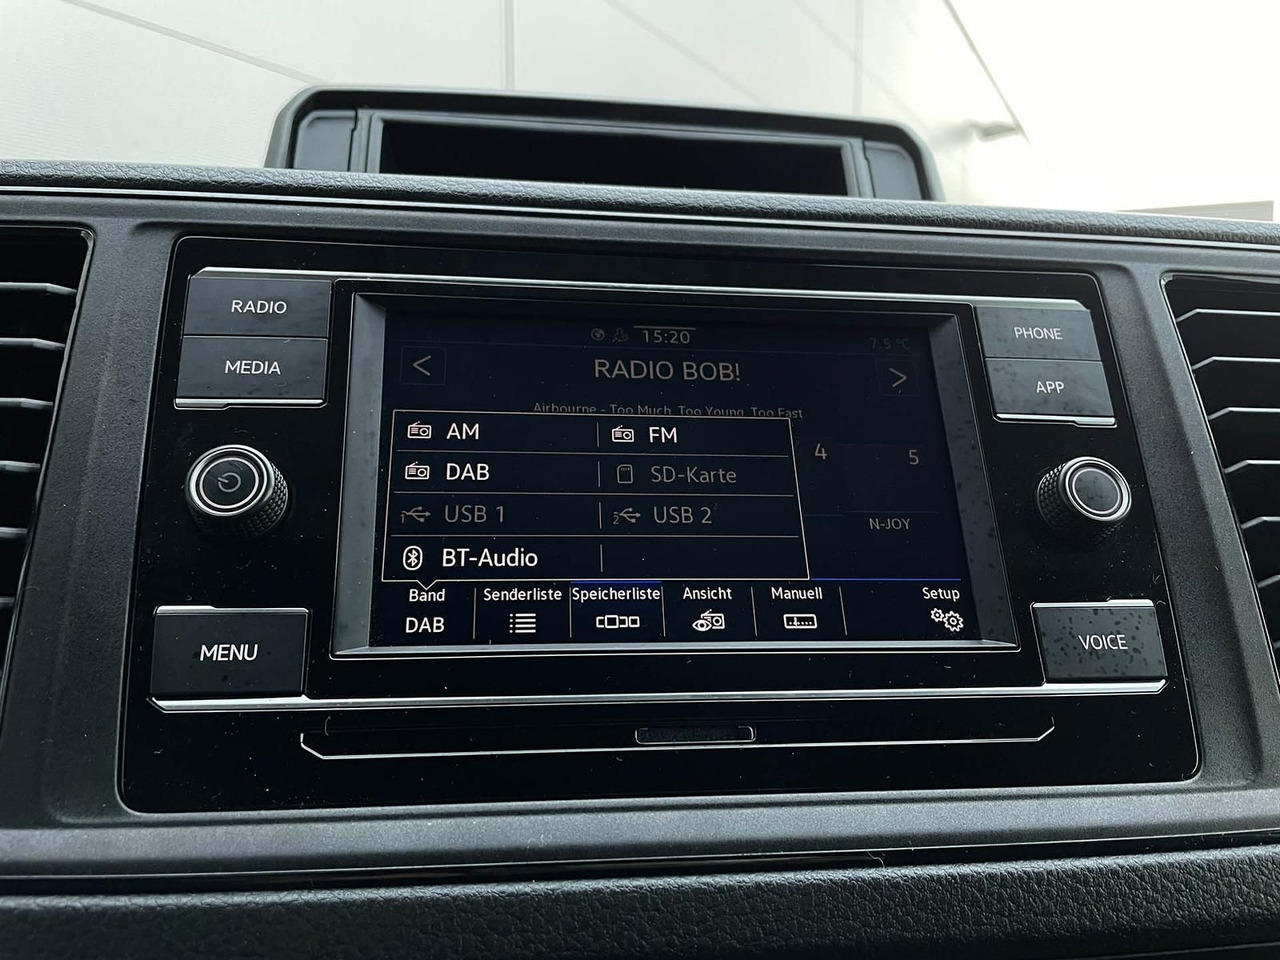 RADIO
MEDIA
MENU
PHONE
APP
VOICE
15:20
7.5 °C
<
RADIO BOB!
>
Airbourne - Too Much, Too Young, Too Fast
AM
FM
DAB
SD-Karte
1 USB 1
2 USB 2
BT-Audio
4
5
N-JOY
Band
Senderliste
Speicherliste
Ansicht
Manuell
Setup
DAB